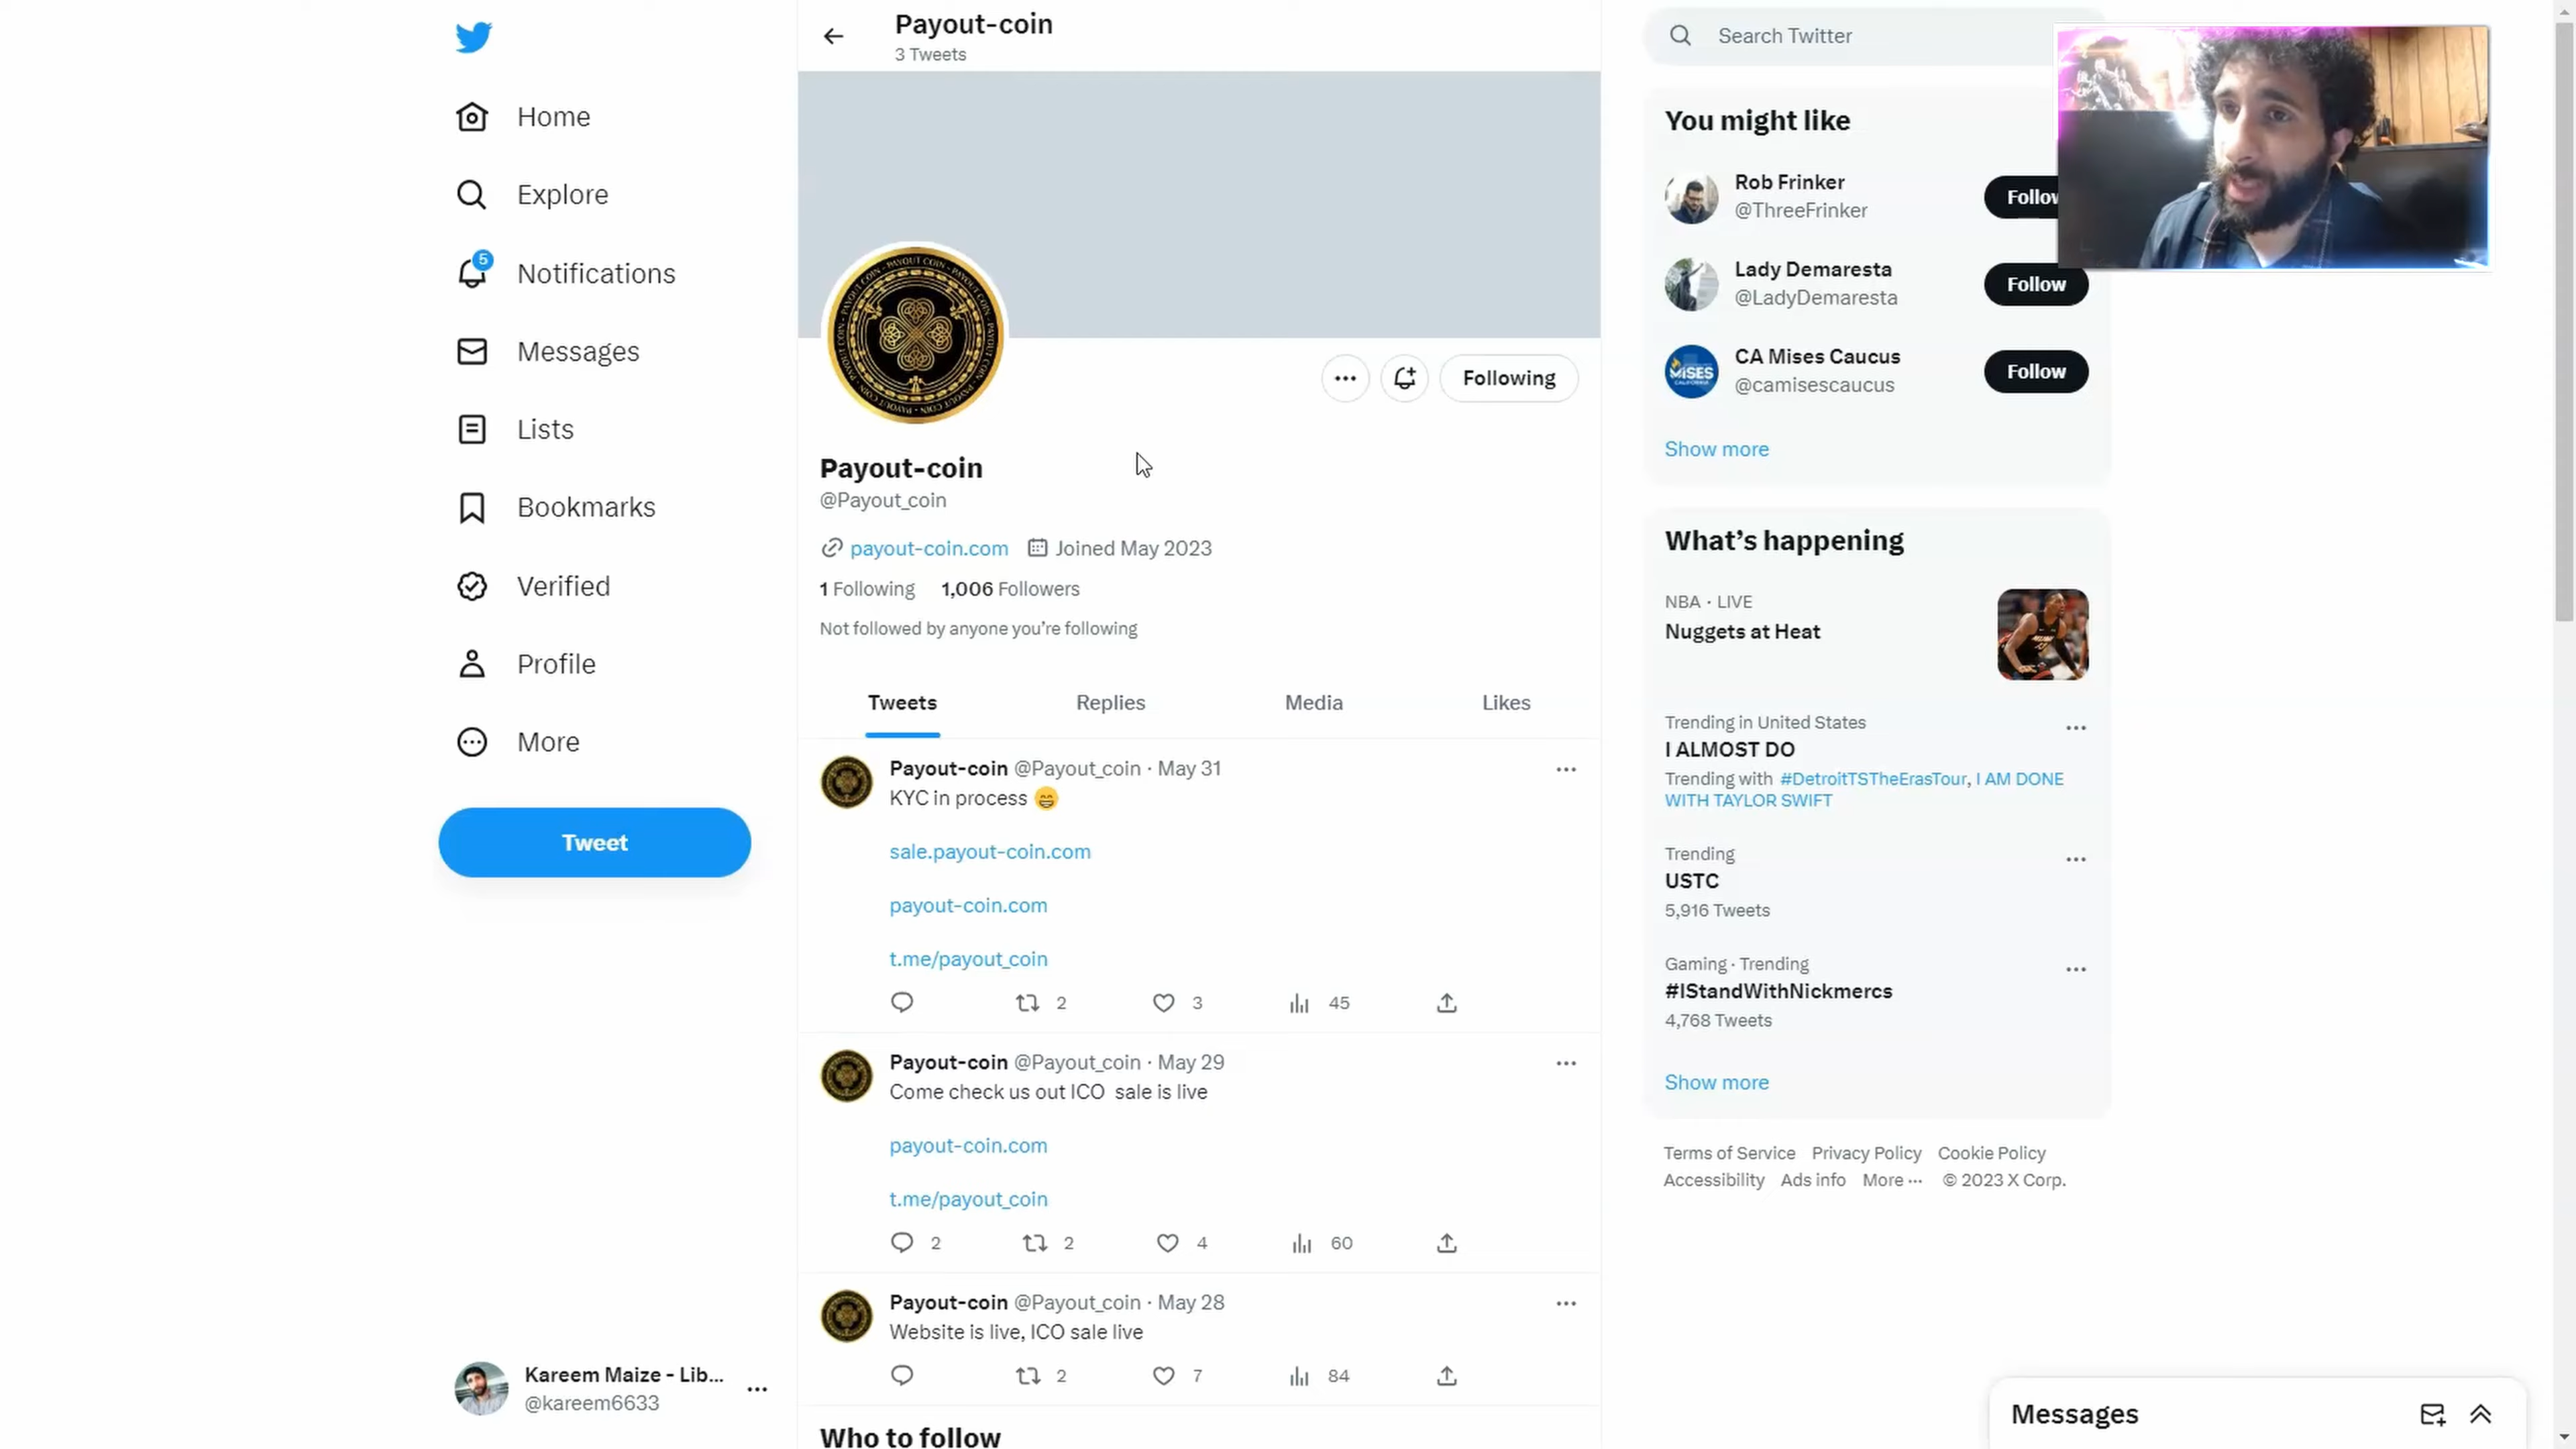 Payout-coin
3 Tweets
Search Twitter
Home
Explore
5
Notifications
Messages
Lists
Bookmarks
Verified
Profile
More
Tweet
Kareem Maize - Lib...
@kareem6633
PAYOUT COIN
Following
Payout-coin
@Payout_coin
payout-coin.com Joined May 2023
1 Following 1,006 Followers
Not followed by anyone you're following
Tweets Replies Media Likes
Payout-coin @Payout_coin · May 31
KYC in process 😁
sale.payout-coin.com
payout-coin.com
t.me/payout_coin
2 3 45
Payout-coin @Payout_coin · May 29
Come check us out ICO sale is live
payout-coin.com
t.me/payout_coin
2 2 4 60
Payout-coin @Payout_coin · May 28
Website is live, ICO sale live
2 7 84
Who to follow
You might like
Rob Frinker
@ThreeFrinker
Follow
Lady Demaresta
@LadyDemaresta
Follow
MISES
CA Mises Caucus
@camisescaucus
Follow
Show more
What's happening
NBA · LIVE
Nuggets at Heat
Trending in United States
I ALMOST DO
Trending with #DetroitTSTheErasTour, I AM DONE
WITH TAYLOR SWIFT
Trending
USTC
5,916 Tweets
Gaming · Trending
#IStandWithNickmercs
4,768 Tweets
Show more
Terms of Service Privacy Policy Cookie Policy
Accessibility Ads info More ··· © 2023 X Corp.
Messages